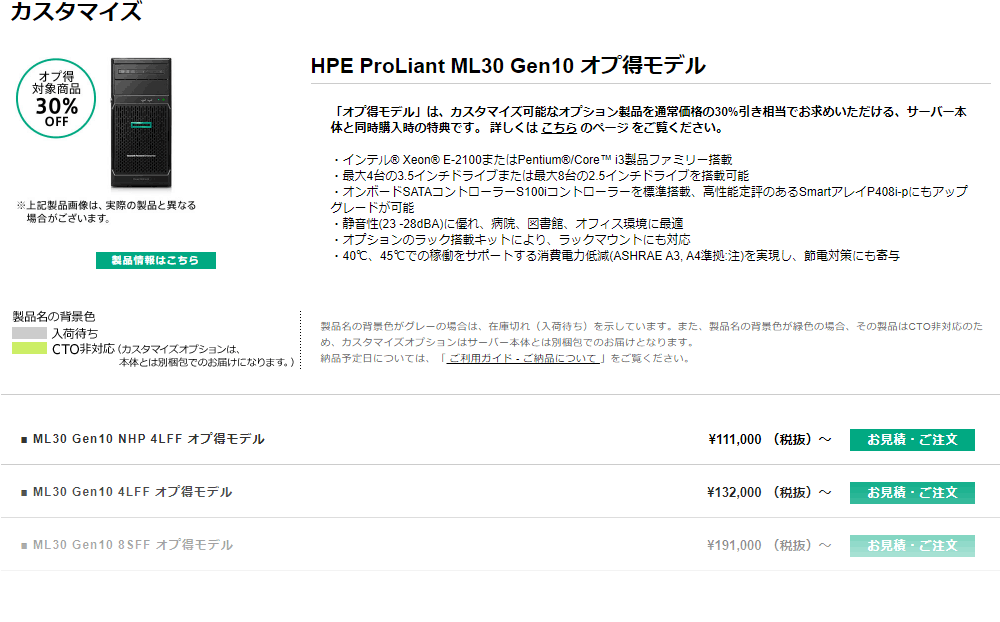 カスタマイズ
オプ得
対象商品
30%
OFF
※上記製品画像は、実際の製品と異なる
場合がございます。
製品情報はこちら
HPE ProLiant ML30 Gen10 オプ得モデル
「オプ得モデル」は、カスタマイズ可能なオプション製品を通常価格の30%引き相当でお求めいただける、サーバー本
体と同時購入時の特典です。 詳しくは こちら のページ をご覧ください。
・インテル® Xeon® E-2100またはPentium®/Core™ i3製品ファミリー搭載
・最大4台の3.5インチドライブまたは最大8台の2.5インチドライブを搭載可能
・オンボードSATAコントローラーS100iコントローラーを標準搭載、高性能定評のあるSmartアレイP408i-pにもアップ
グレードが可能
・静音性(23 -28dBA)に優れ、病院、図書館、オフィス環境に最適
・オプションのラック搭載キットにより、ラックマウントにも対応
・40℃、45℃での稼働をサポートする消費電力低減(ASHRAE A3, A4準拠:注)を実現し、節電対策にも寄与
製品名の背景色
入荷待ち
CTO非対応 (カスタマイズオプションは、
本体とは別梱包でのお届けになります。)
製品名の背景色がグレーの場合は、在庫切れ（入荷待ち）を示しています。また、製品名の背景色が緑色の場合、その製品はCTO非対応のた
め、カスタマイズオプションはサーバー本体とは別梱包でのお届けとなります。
納品予定日については、「 ご利用ガイド - ご納品について 」をご覧ください。
■ ML30 Gen10 NHP 4LFF オプ得モデル ¥111,000 （税抜）～ お見積・ご注文
■ ML30 Gen10 4LFF オプ得モデル ¥132,000 （税抜）～ お見積・ご注文
■ ML30 Gen10 8SFF オプ得モデル ¥191,000 （税抜）～ お見積・ご注文